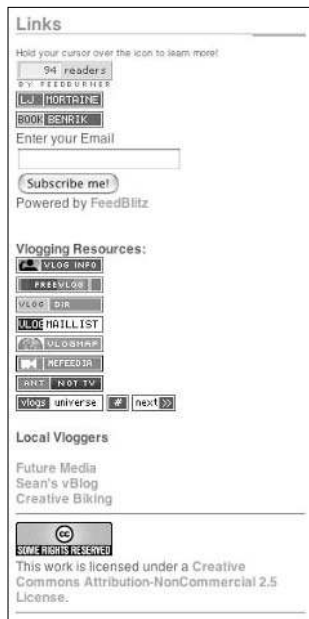 Links
Hold your cursor over the icon to learn more!
94 readers
BY FEEDBURNER
LJ MORTAINE
BOOK BENRIK
Enter your Email
Subscribe me!
Powered by FeedBlitz
Vlogging Resources:
VLOG INFO
FREEVLOG
VLOG DIR
VLOG MAILLIST
VLOGMAP
MEFEEDIA
ANT NOT TV
vlogs universe # next >>
Local Vloggers
Future Media
Sean's vBlog
Creative Biking
cc
SOME RIGHTS RESERVED
This work is licensed under a Creative
Commons Attribution-NonCommercial 2.5
License.